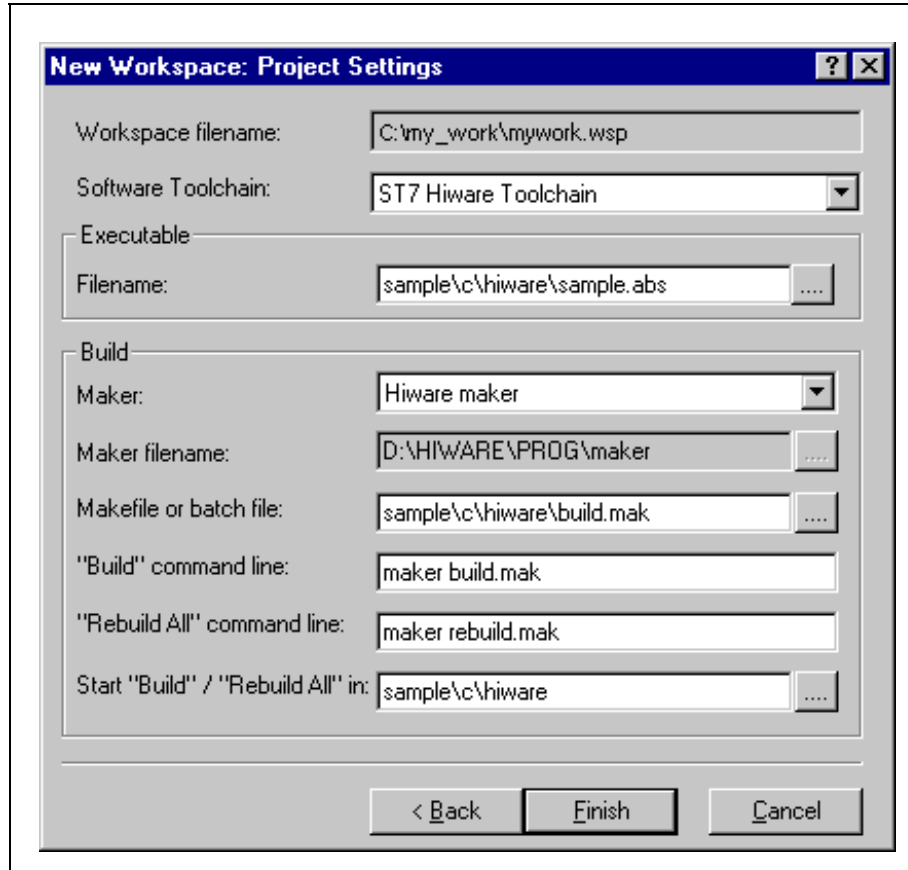 New Workspace: Project Settings
Workspace filename: C:\my_work\mywork.wsp
Software Toolchain: ST7 Hiware Toolchain
Executable
Filename: sample\c\hiware\sample.abs ....
Build
Maker: Hiware maker
Maker filename: D:\HIWARE\PROG\maker ....
Makefile or batch file: sample\c\hiware\build.mak ....
"Build" command line: maker build.mak
"Rebuild All" command line: maker rebuild.mak
Start "Build" / "Rebuild All" in: sample\c\hiware ....
< Back Finish Cancel